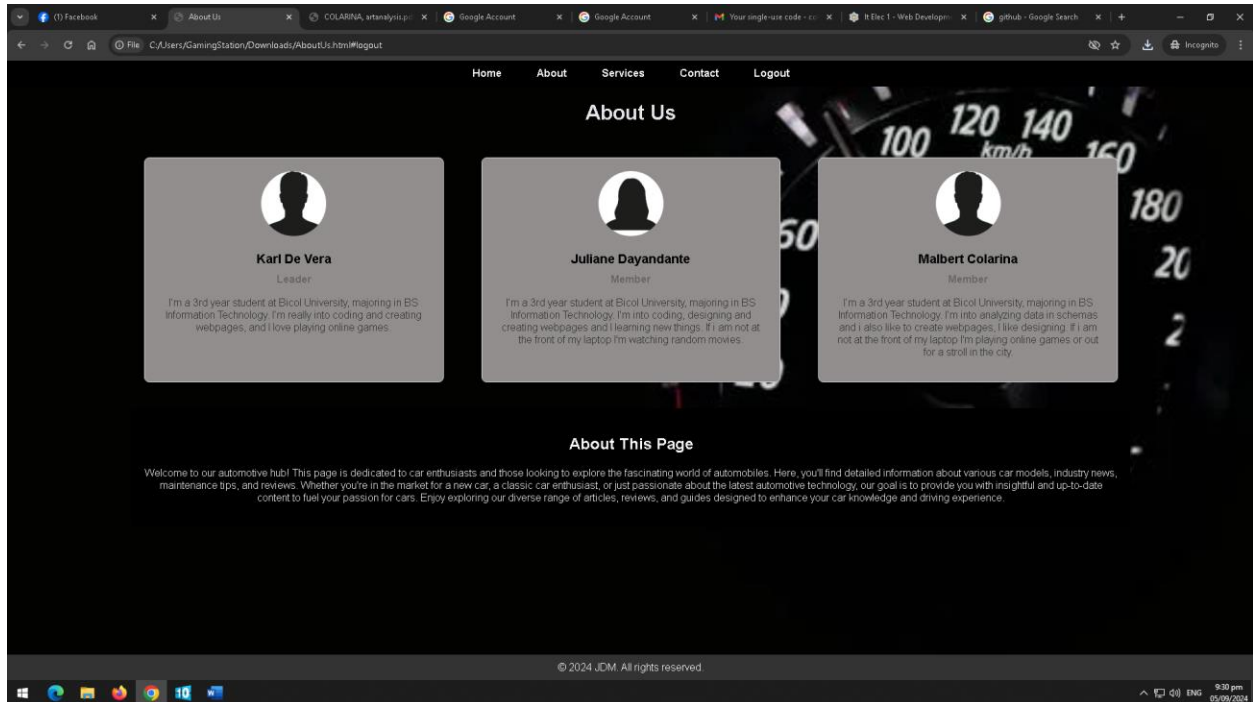 (1) Facebook
About Us
COLARINA, artanalysis.p
Google Account
Google Account
Your single-use code - co
It Elec 1 - Web Developm
github - Google Search
File C:/Users/GamingStation/Downloads/AboutUs.html#logout
Incognito
Home About Services Contact Logout
About Us
100 120 140 160
km/h
180
60
20
2
20
Karl De Vera
Leader
I'm a 3rd year student at Bicol University, majoring in BS
Information Technology. I'm really into coding and creating
webpages, and I love playing online games.
Juliane Dayandante
Member
I'm a 3rd year student at Bicol University, majoring in BS
Information Technology. I'm into coding, designing and
creating webpages and I learning new things. If i am not at
the front of my laptop I'm watching random movies.
Malbert Colarina
Member
I'm a 3rd year student at Bicol University, majoring in BS
Information Technology. I'm into analyzing data in schemas
and i also like to create webpages, I like designing. If i am
not at the front of my laptop I'm playing online games or out
for a stroll in the city.
About This Page
Welcome to our automotive hub! This page is dedicated to car enthusiasts and those looking to explore the fascinating world of automobiles. Here, you'll find detailed information about various car models, industry news,
maintenance tips, and reviews. Whether you're in the market for a new car, a classic car enthusiast, or just passionate about the latest automotive technology, our goal is to provide you with insightful and up-to-date
content to fuel your passion for cars. Enjoy exploring our diverse range of articles, reviews, and guides designed to enhance your car knowledge and driving experience.
© 2024 JDM. All rights reserved.
ENG
9:30 pm
05/09/2024